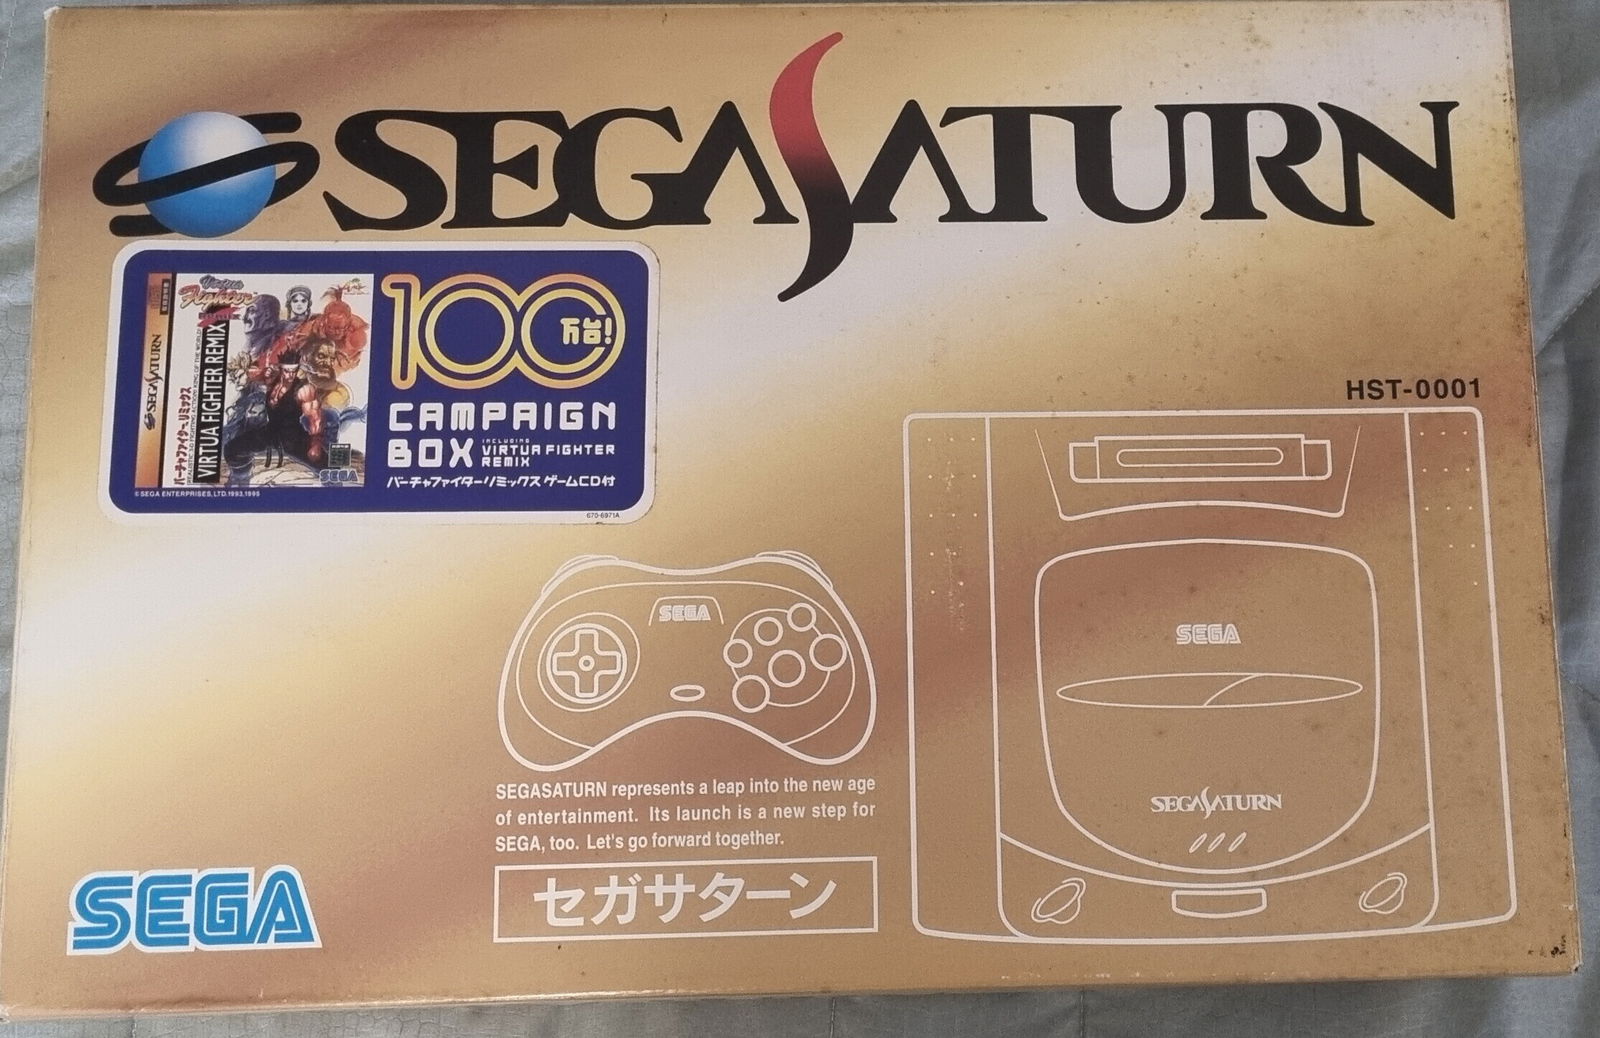 SEGASATURN
Virtua Fighter Remix
SEGASATURN
バーチャファイター リミックス
VIRTUA FIGHTER REMIX
SEGA
© SEGA ENTERPRISES, LTD.1993,1995
100万台!
CAMPAIGN
BOX INCLUDING VIRTUA FIGHTER REMIX
バーチャファイターリミックス ゲームCD付
670-6971A
HST-0001
SEGA
SEGA
SEGASATURN
SEGASATURN represents a leap into the new age
of entertainment. Its launch is a new step for
SEGA, too. Let's go forward together.
セガサターン
SEGA